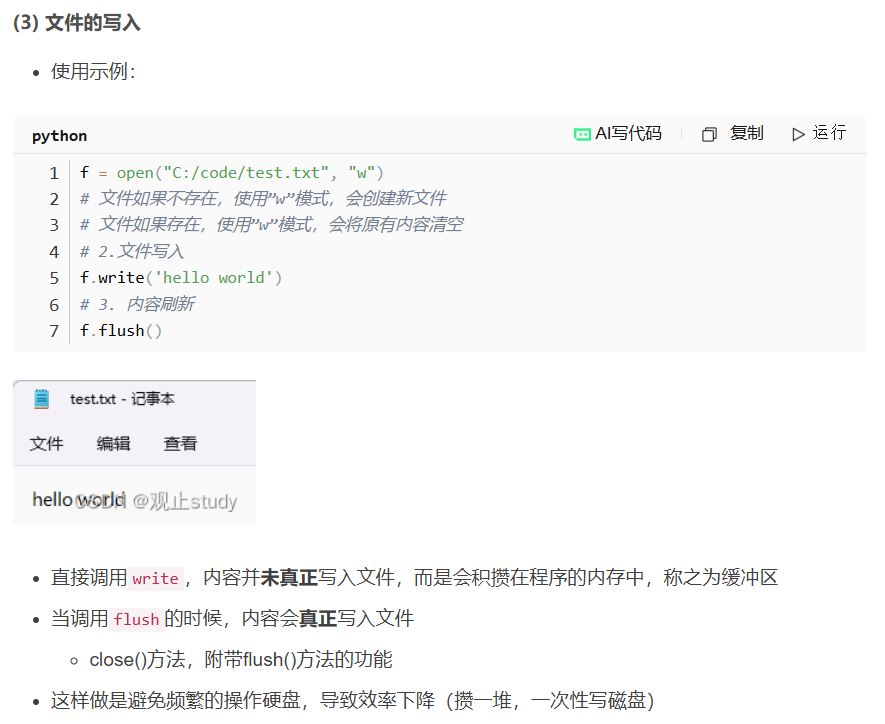 (3) 文件的写入
使用示例：
python
AI写代码
复制
运行
1 f = open("C:/code/test.txt", "w")
2 # 文件如果不存在，使用”w”模式，会创建新文件
3 # 文件如果存在，使用”w”模式，会将原有内容清空
4 # 2.文件写入
5 f.write('hello world')
6 # 3. 内容刷新
7 f.flush()
test.txt - 记事本
文件 编辑 查看
hello world
CSDN @观止study
直接调用write，内容并未真正写入文件，而是会积攒在程序的内存中，称之为缓冲区
当调用flush的时候，内容会真正写入文件
close()方法，附带flush()方法的功能
这样做是避免频繁的操作硬盘，导致效率下降（攒一堆，一次性写磁盘）